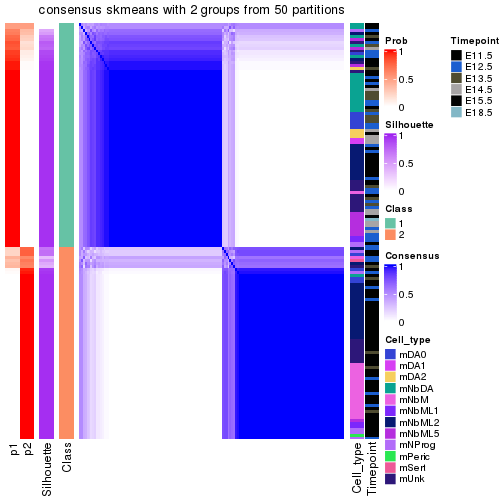 consensus skmeans with 2 groups from 50 partitions
Prob
1
0.5
0
Silhouette
1
0.5
0
Class
1
2
Consensus
1
0.5
0
Cell_type
mDA0
mDA1
mDA2
mNbDA
mNbM
mNbML1
mNbML2
mNbML5
mNProg
mPeric
mSert
mUnk
Timepoint
E11.5
E12.5
E13.5
E14.5
E15.5
E18.5
p1
p2
Silhouette
Class
Cell_type
Timepoint